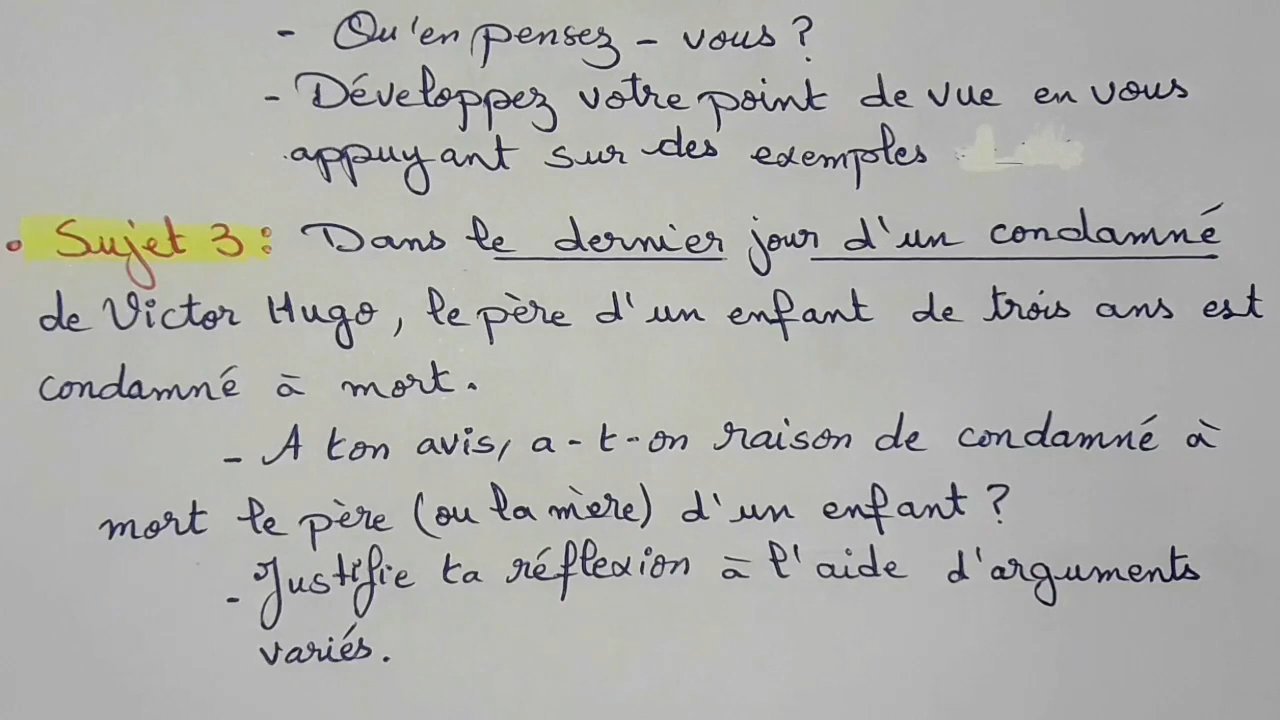 - Qu'en pensez - vous ?
- Développez votre point de vue en vous
appuyant sur des exemples
• Sujet 3 : Dans le dernier jour d'un condamné
de Victor Hugo, le père d'un enfant de trois ans est
condamné à mort.
- A ton avis, a - t - on raison de condamné à
mort le père (ou la mère) d'un enfant ?
- Justifie ta réflexion à l'aide d'arguments
variés.